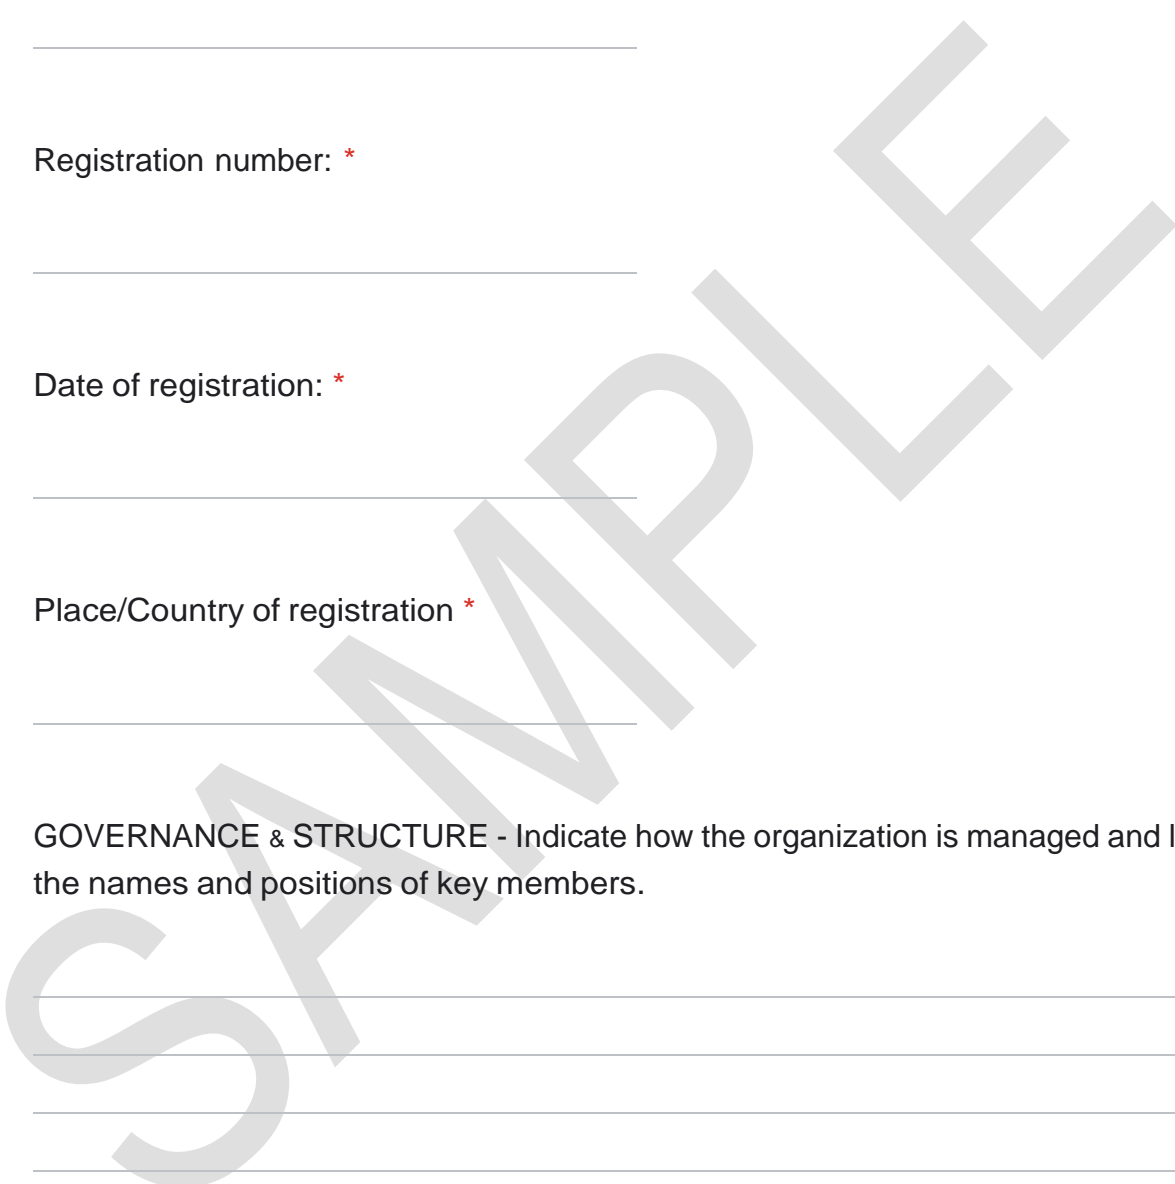 Registration number: *
Date of registration: *
Place/Country of registration *
GOVERNANCE & STRUCTURE - Indicate how the organization is managed and
the names and positions of key members.
SAMPLE